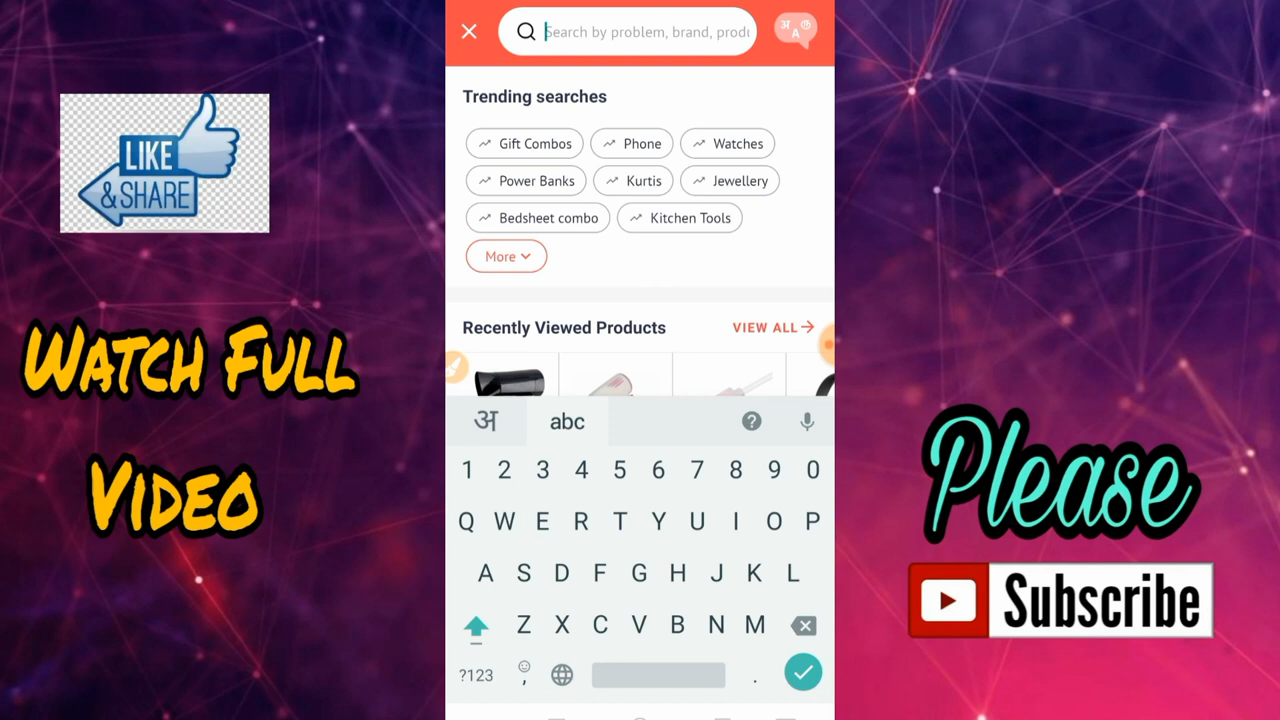 LIKE
& SHARE
WATCH FULL
VIDEO
Search by problem, brand, produ
अ A
Trending searches
Gift Combos
Phone
Watches
Power Banks
Kurtis
Jewellery
Bedsheet combo
Kitchen Tools
More
Recently Viewed Products
VIEW ALL
अ abc ?
1 2 3 4 5 6 7 8 9 0
Q W E R T Y U I O P
A S D F G H J K L
Z X C V B N M
?123 , .
Please
Subscribe